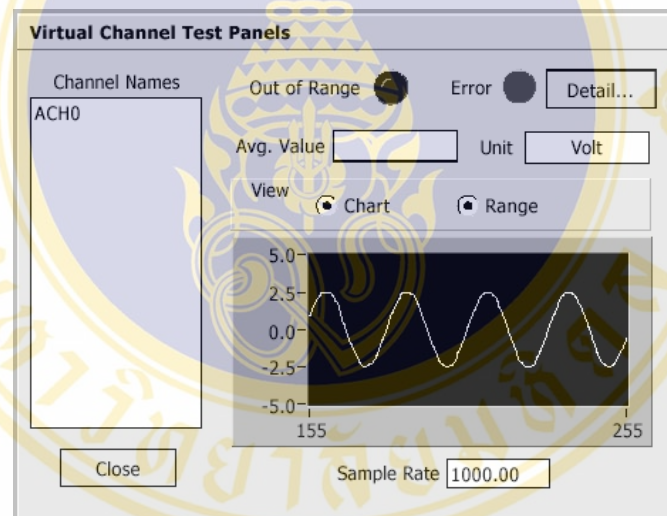 Virtual Channel Test Panels
Channel Names
ACH0
Out of Range
Error
Detail...
Avg. Value
Unit
Volt
View
Chart
Range
5.0
2.5
0.0
-2.5
-5.0
155
255
Close
Sample Rate
1000.00